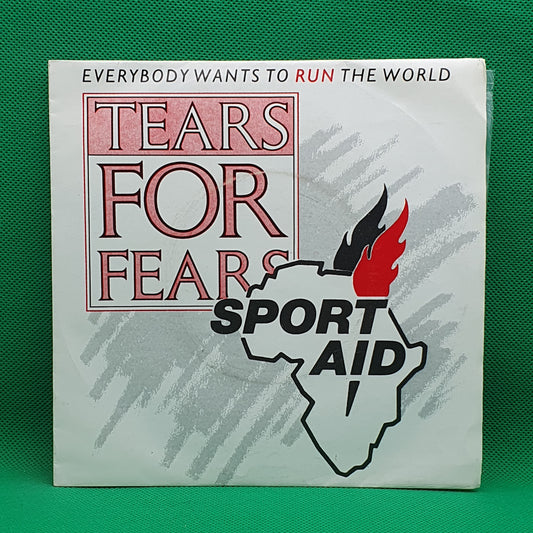 EVERYBODY WANTS TO RUN THE WORLD
TEARS
FOR
FEARS
SPORT
AID